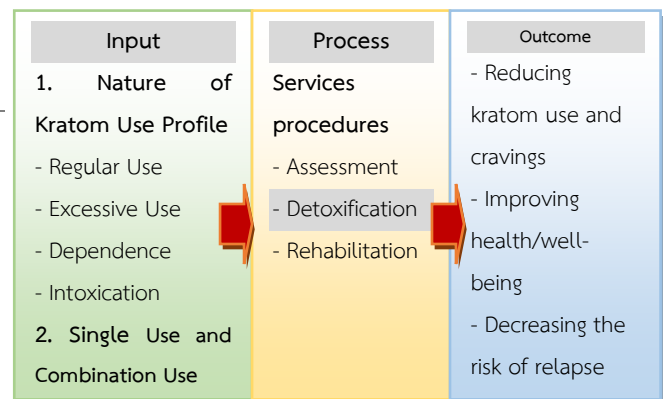 Input
1. Nature of
Kratom Use Profile
- Regular Use
- Excessive Use
- Dependence
- Intoxication
2. Single Use and
Combination Use
Process
Services
procedures
- Assessment
- Detoxification
- Rehabilitation
Outcome
- Reducing
kratom use and
cravings
- Improving
health/well-
being
- Decreasing the
risk of relapse